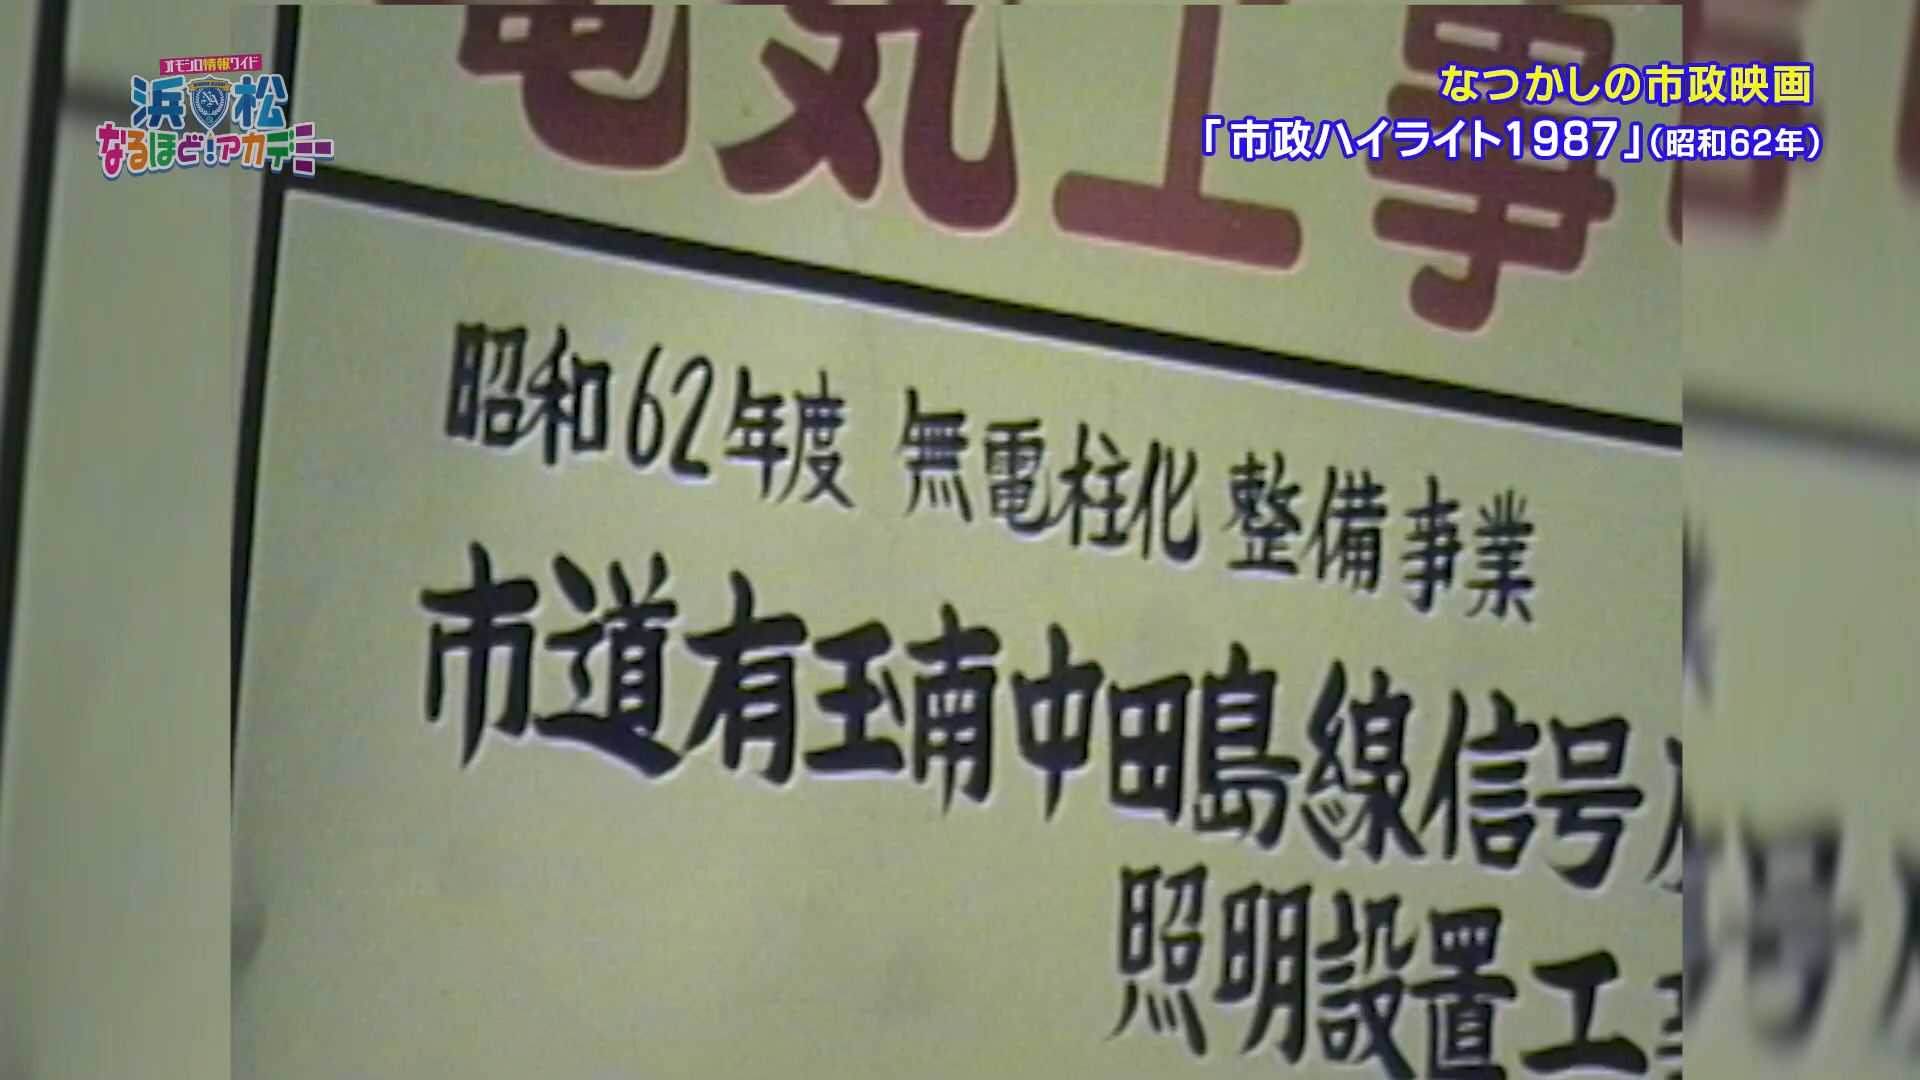 オモシロ情報ワイド
浜松
なるほど!アカデミー
なつかしの市政映画
「市政ハイライト1987」(昭和62年)
電気工事
昭和62年度 無電柱化整備事業
市道有玉南中田島線信号
照明設置工